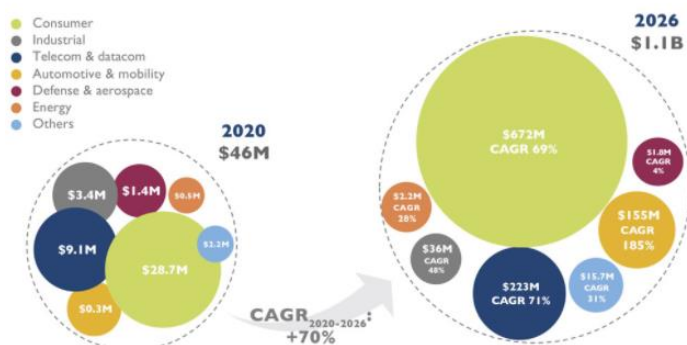 Consumer
Industrial
Telecom & datacom
Automotive & mobility
Defense & aerospace
Energy
Others
2020
$46M
$3.4M
$1.4M
$0.5M
$9.1M
$28.7M
$2.2M
$0.3M
CAGR2020-2026:
+70%
2026
$1.1B
$672M
CAGR 69%
$1.8M
CAGR
4%
$2.2M
CAGR
28%
$155M
CAGR
185%
$36M
CAGR
48%
$223M
CAGR 71%
$15.7M
CAGR
31%